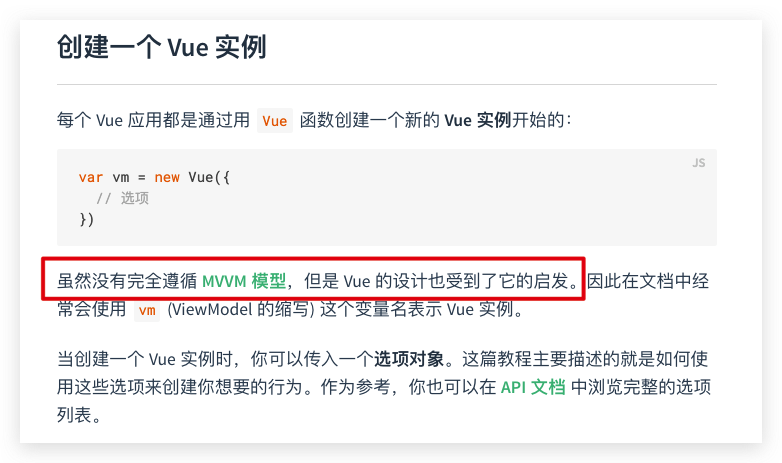 创建一个 Vue 实例
每个 Vue 应用都是通过用 Vue 函数创建一个新的 Vue 实例开始的：
JS
var vm = new Vue({
  // 选项
})
虽然没有完全遵循 MVVM 模型，但是 Vue 的设计也受到了它的启发。因此在文档中经
常会使用 vm (ViewModel 的缩写) 这个变量名表示 Vue 实例。
当创建一个 Vue 实例时，你可以传入一个选项对象。这篇教程主要描述的就是如何使
用这些选项来创建你想要的行为。作为参考，你也可以在 API 文档 中浏览完整的选项
列表。